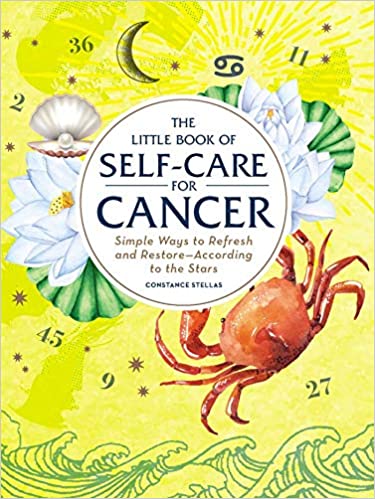 36
11
2
THE
LITTLE BOOK OF
SELF-CARE
FOR
CANCER
Simple Ways to Refresh
and Restore—According
to the Stars
CONSTANCE STELLAS
45
9
27